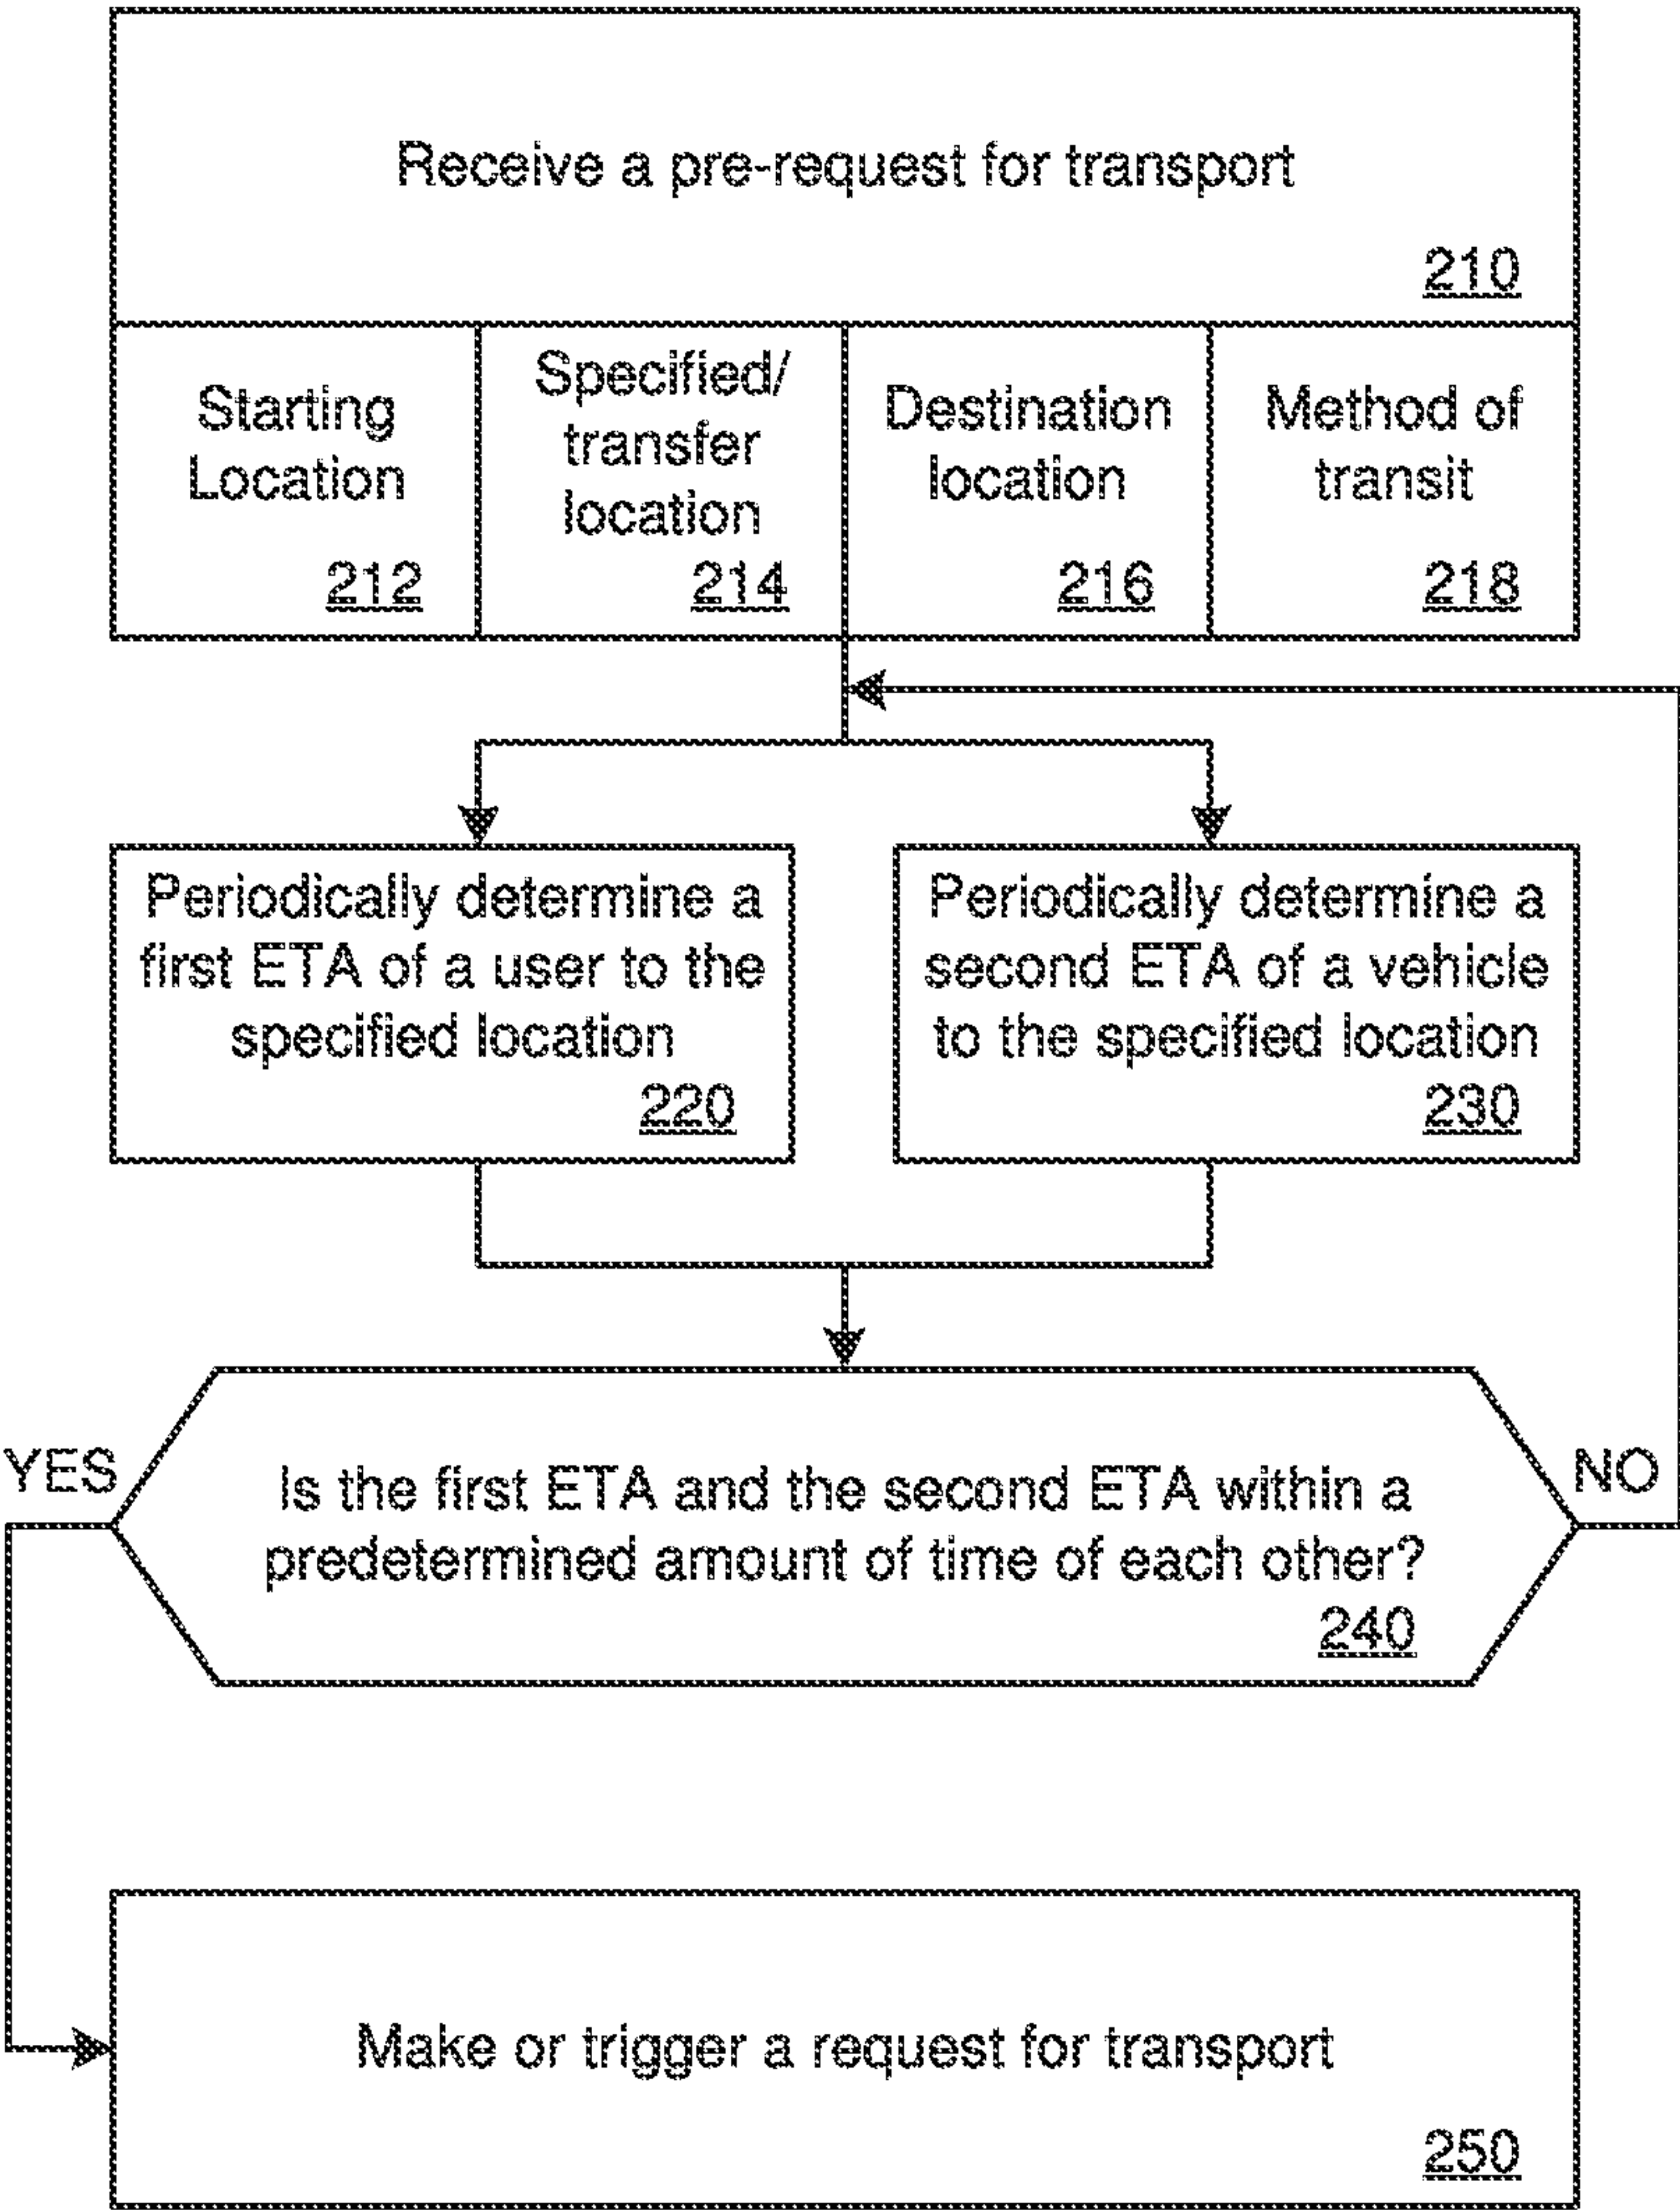 Receive a pre-request for transport
210
Starting
Location
212
Specified/
transfer
location
214
Destination
location
216
Method of
transit
218
Periodically determine a
first ETA of a user to the
specified location
220
Periodically determine a
second ETA of a vehicle
to the specified location
230
YES
Is the first ETA and the second ETA within a
predetermined amount of time of each other?
240
NO
Make or trigger a request for transport
250